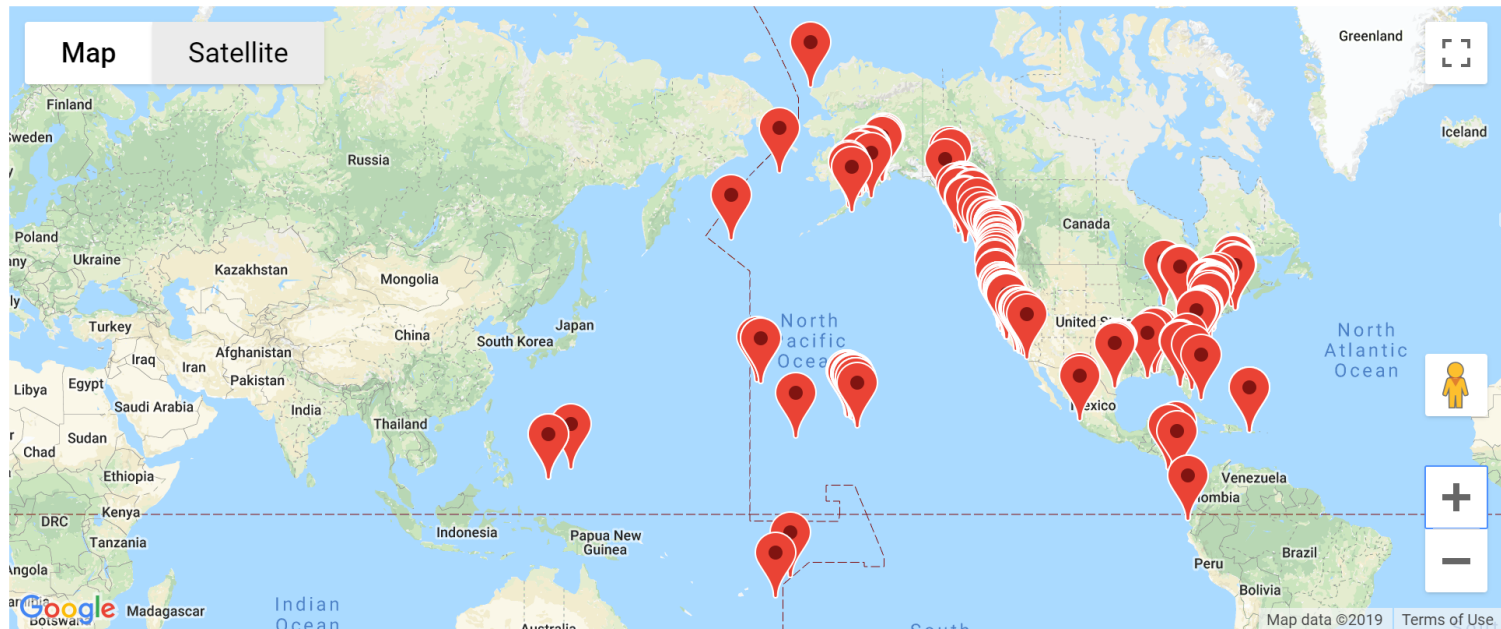 Map
Satellite
Greenland
Finland
Sweden
Iceland
Russia
Canada
Poland
Ukraine
Kazakhstan
Mongolia
Turkey
Japan
North
Pacific
Ocean
United
China
South Korea
North
Atlantic
Ocean
Iraq
Iran
Afghanistan
Pakistan
Libya
Egypt
Saudi Arabia
India
Mexico
Thailand
Sudan
Chad
Ethiopia
Venezuela
Kenya
DRC
Indonesia
Papua New
Guinea
Tanzania
Brazil
Peru
Bolivia
Google
Madagascar
Indian
Ocean
Australia
South
Map data ©2019
Terms of Use